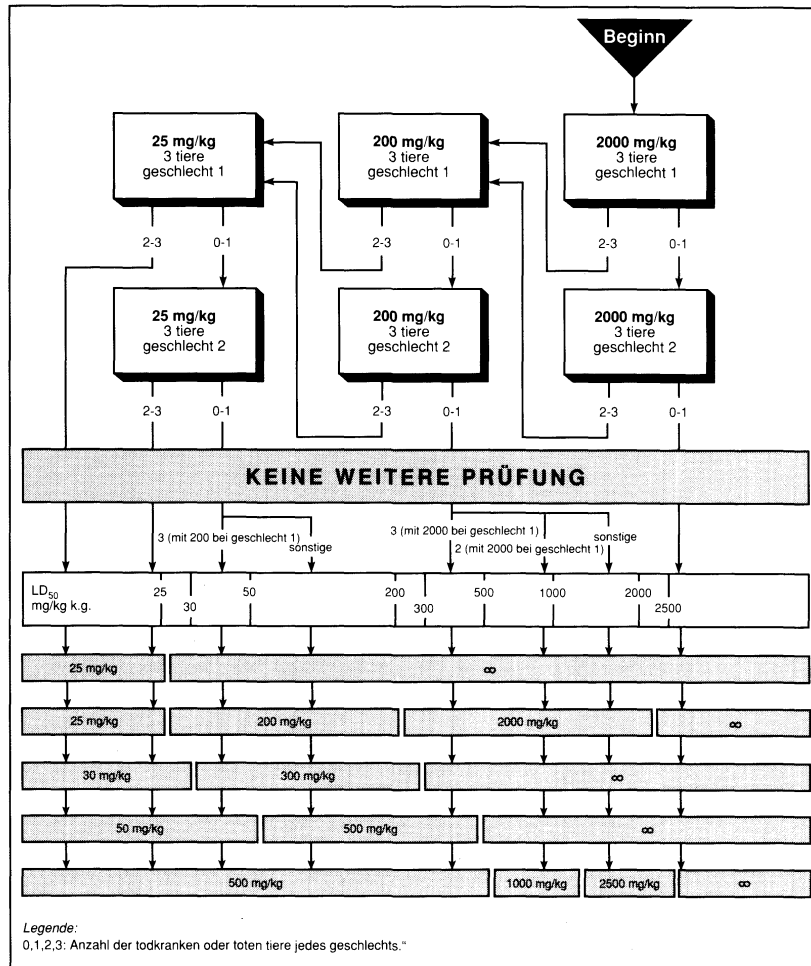 Beginn
25 mg/kg
3 tiere
geschlecht 1
200 mg/kg
3 tiere
geschlecht 1
2000 mg/kg
3 tiere
geschlecht 1
2-3 0-1 2-3 0-1 2-3 0-1
25 mg/kg
3 tiere
geschlecht 2
200 mg/kg
3 tiere
geschlecht 2
2000 mg/kg
3 tiere
geschlecht 2
2-3 0-1 2-3 0-1 2-3 0-1
KEINE WEITERE PRÜFUNG
3 (mit 200 bei geschlecht 1)
sonstige
3 (mit 2000 bei geschlecht 1)
2 (mit 2000 bei geschlecht 1)
sonstige
LD50
mg/kg k.g.
25 50 200 500 1000 2000
30 300 2500
25 mg/kg ∞
25 mg/kg 200 mg/kg 2000 mg/kg ∞
30 mg/kg 300 mg/kg ∞
50 mg/kg 500 mg/kg ∞
500 mg/kg 1000 mg/kg 2500 mg/kg ∞
Legende:
0,1,2,3: Anzahl der todkranken oder toten tiere jedes geschlechts.“